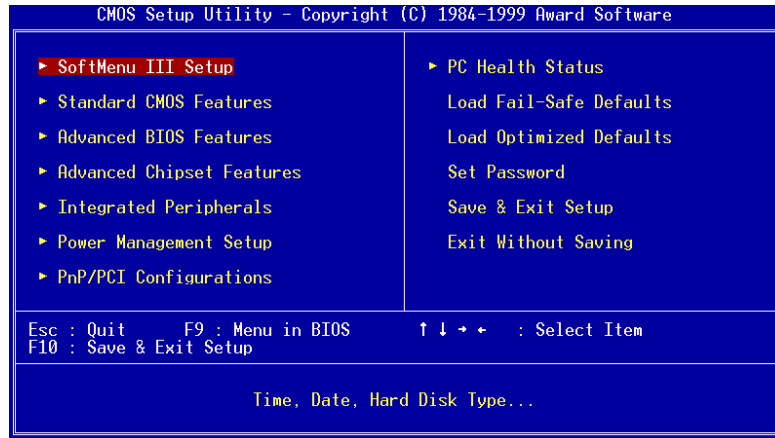 CMOS Setup Utility - Copyright (C) 1984-1999 Award Software
► SoftMenu III Setup
► Standard CMOS Features
► Advanced BIOS Features
► Advanced Chipset Features
► Integrated Peripherals
► Power Management Setup
► PnP/PCI Configurations
► PC Health Status
Load Fail-Safe Defaults
Load Optimized Defaults
Set Password
Save & Exit Setup
Exit Without Saving
Esc : Quit F9 : Menu in BIOS ↑ ↓ → ← : Select Item
F10 : Save & Exit Setup
Time, Date, Hard Disk Type...